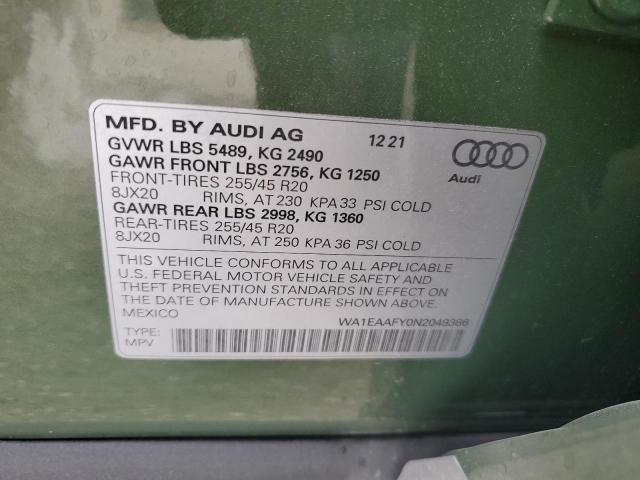 MFD. BY AUDI AG 12 21
GVWR LBS 5489, KG 2490
GAWR FRONT LBS 2756, KG 1250
FRONT-TIRES 255/45 R20
8JX20 RIMS, AT 230 KPA 33 PSI COLD
GAWR REAR LBS 2998, KG 1360
REAR-TIRES 255/45 R20
8JX20 RIMS, AT 250 KPA 36 PSI COLD
Audi
THIS VEHICLE CONFORMS TO ALL APPLICABLE
U.S. FEDERAL MOTOR VEHICLE SAFETY AND
THEFT PREVENTION STANDARDS IN EFFECT ON
THE DATE OF MANUFACTURE SHOWN ABOVE.
MEXICO
WA1EAAFY0N2049386
TYPE:
MPV